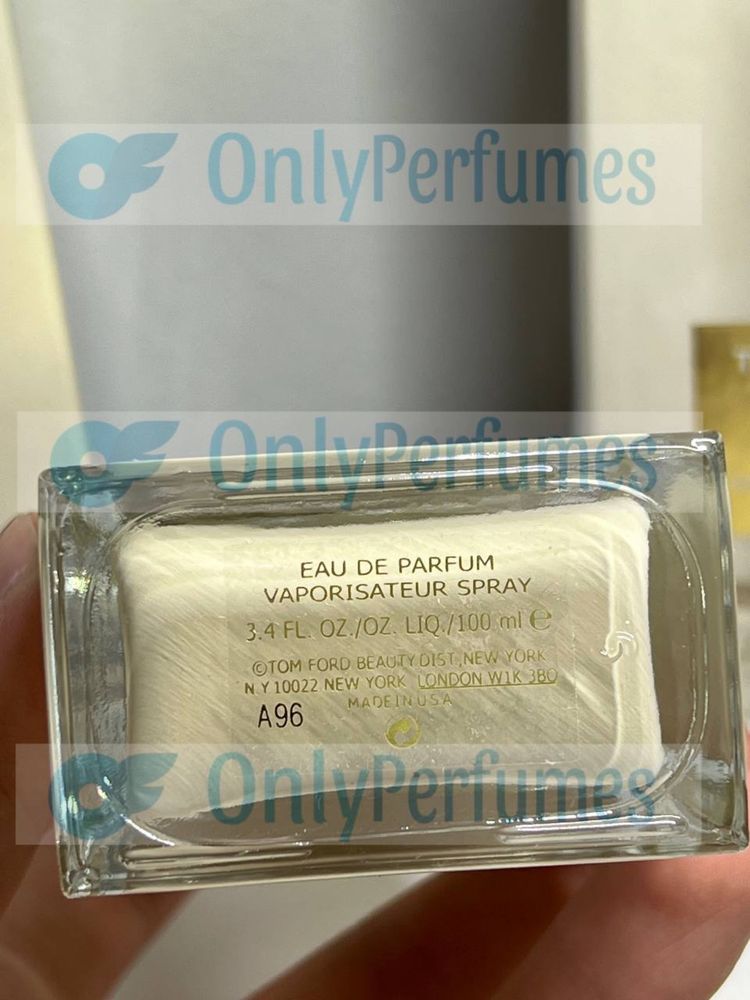 OnlyPerfumes
OnlyPerfumes
EAU DE PARFUM
VAPORISATEUR SPRAY
3.4 FL. OZ./OZ. LIQ./100 ml e
©TOM FORD BEAUTY DIST, NEW YORK
N Y 10022 NEW YORK LONDON W1K 3BQ
MADE IN USA
A96
OnlyPerfumes